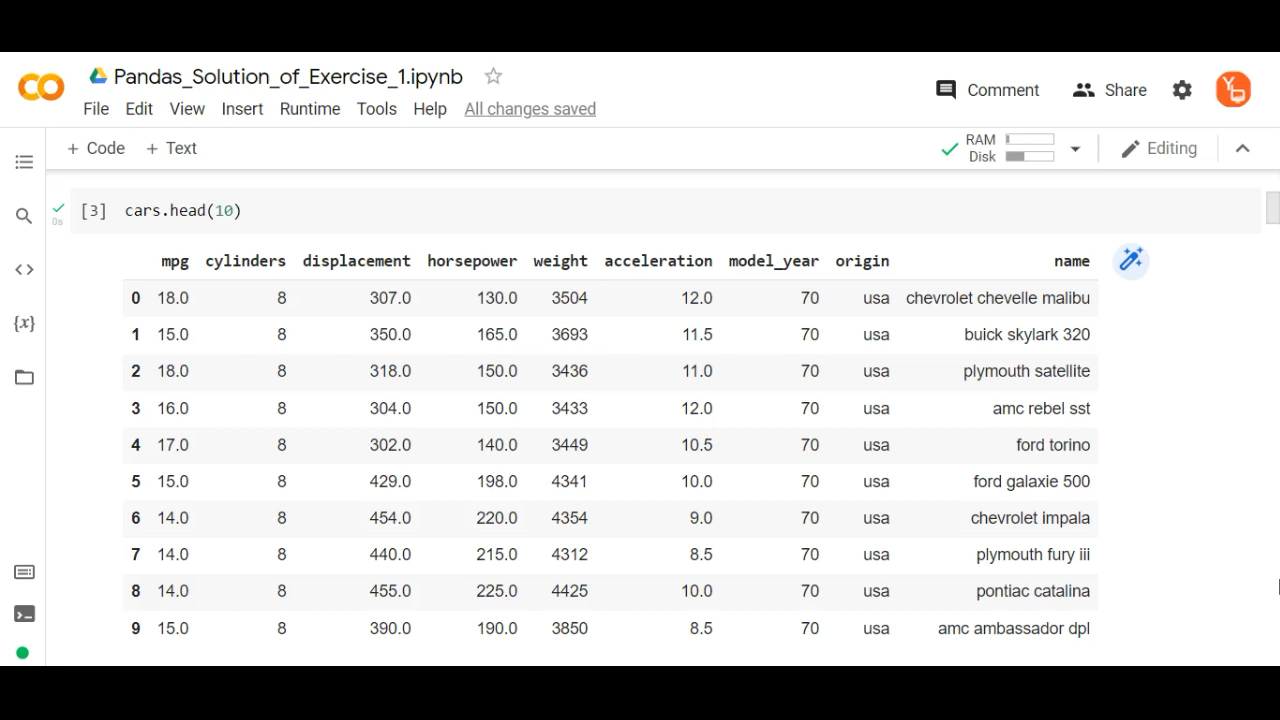 Pandas_Solution_of_Exercise_1.ipynb
File Edit View Insert Runtime Tools Help All changes saved
Comment Share
+ Code + Text
RAM
Disk
Editing
[3] cars.head(10)
0s
mpg cylinders displacement horsepower weight acceleration model_year origin name
0 18.0 8 307.0 130.0 3504 12.0 70 usa chevrolet chevelle malibu
1 15.0 8 350.0 165.0 3693 11.5 70 usa buick skylark 320
2 18.0 8 318.0 150.0 3436 11.0 70 usa plymouth satellite
3 16.0 8 304.0 150.0 3433 12.0 70 usa amc rebel sst
4 17.0 8 302.0 140.0 3449 10.5 70 usa ford torino
5 15.0 8 429.0 198.0 4341 10.0 70 usa ford galaxie 500
6 14.0 8 454.0 220.0 4354 9.0 70 usa chevrolet impala
7 14.0 8 440.0 215.0 4312 8.5 70 usa plymouth fury iii
8 14.0 8 455.0 225.0 4425 10.0 70 usa pontiac catalina
9 15.0 8 390.0 190.0 3850 8.5 70 usa amc ambassador dpl
{x}